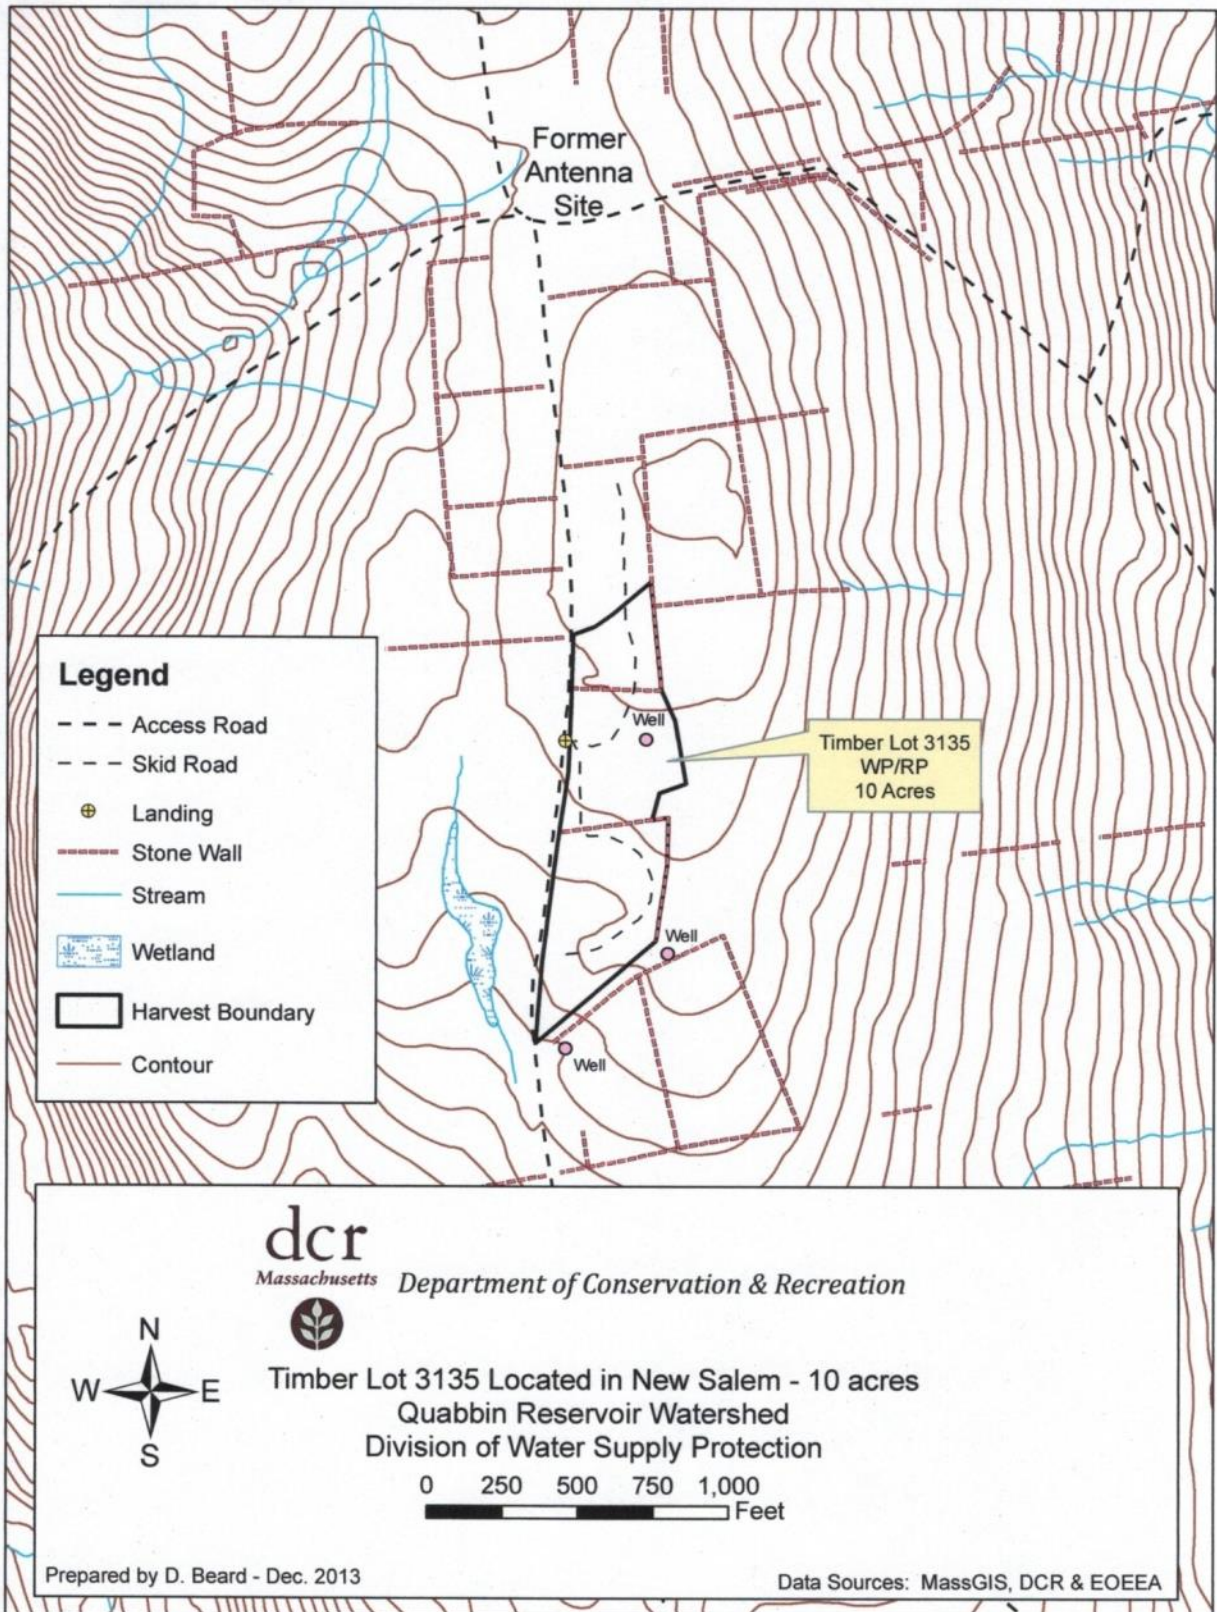 Former
Antenna
Site
Legend
Access Road
Skid Road
Landing
Stone Wall
Stream
Wetland
Harvest Boundary
Contour
Well
Timber Lot 3135
WP/RP
10 Acres
Well
Well
dcr
Massachusetts
Department of Conservation & Recreation
N
W E
S
Timber Lot 3135 Located in New Salem - 10 acres
Quabbin Reservoir Watershed
Division of Water Supply Protection
0 250 500 750 1,000
Feet
Prepared by D. Beard - Dec. 2013
Data Sources: MassGIS, DCR & EOEEA